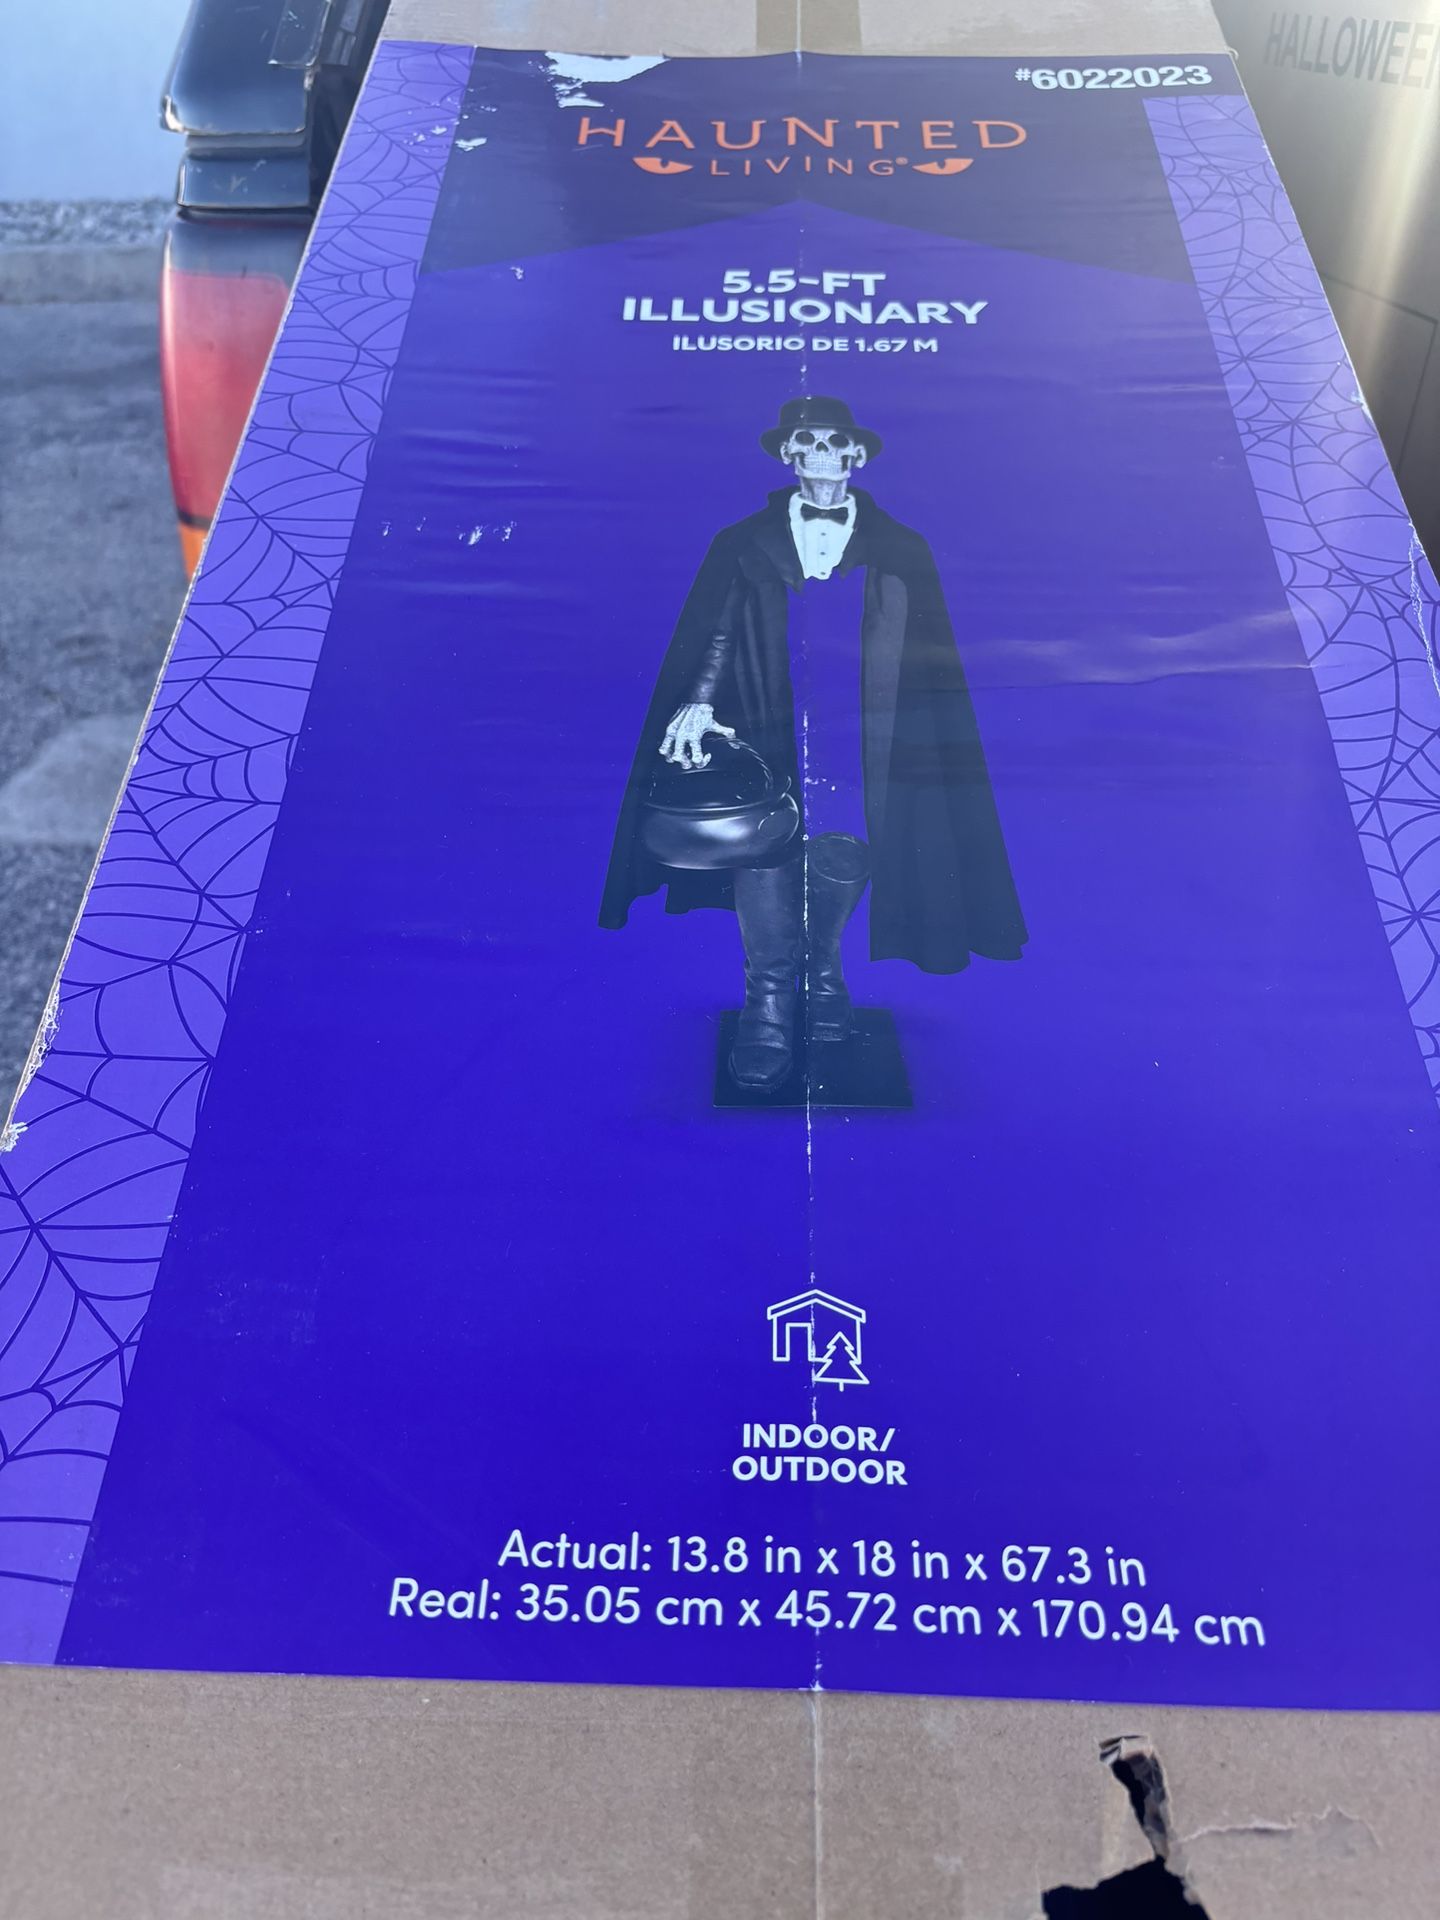 HALLOWEEN
#6022023
HAUNTED
LIVING®
5.5-FT
ILLUSIONARY
ILUSORIO DE 1.67 M
INDOOR/
OUTDOOR
Actual: 13.8 in x 18 in x 67.3 in
Real: 35.05 cm x 45.72 cm x 170.94 cm